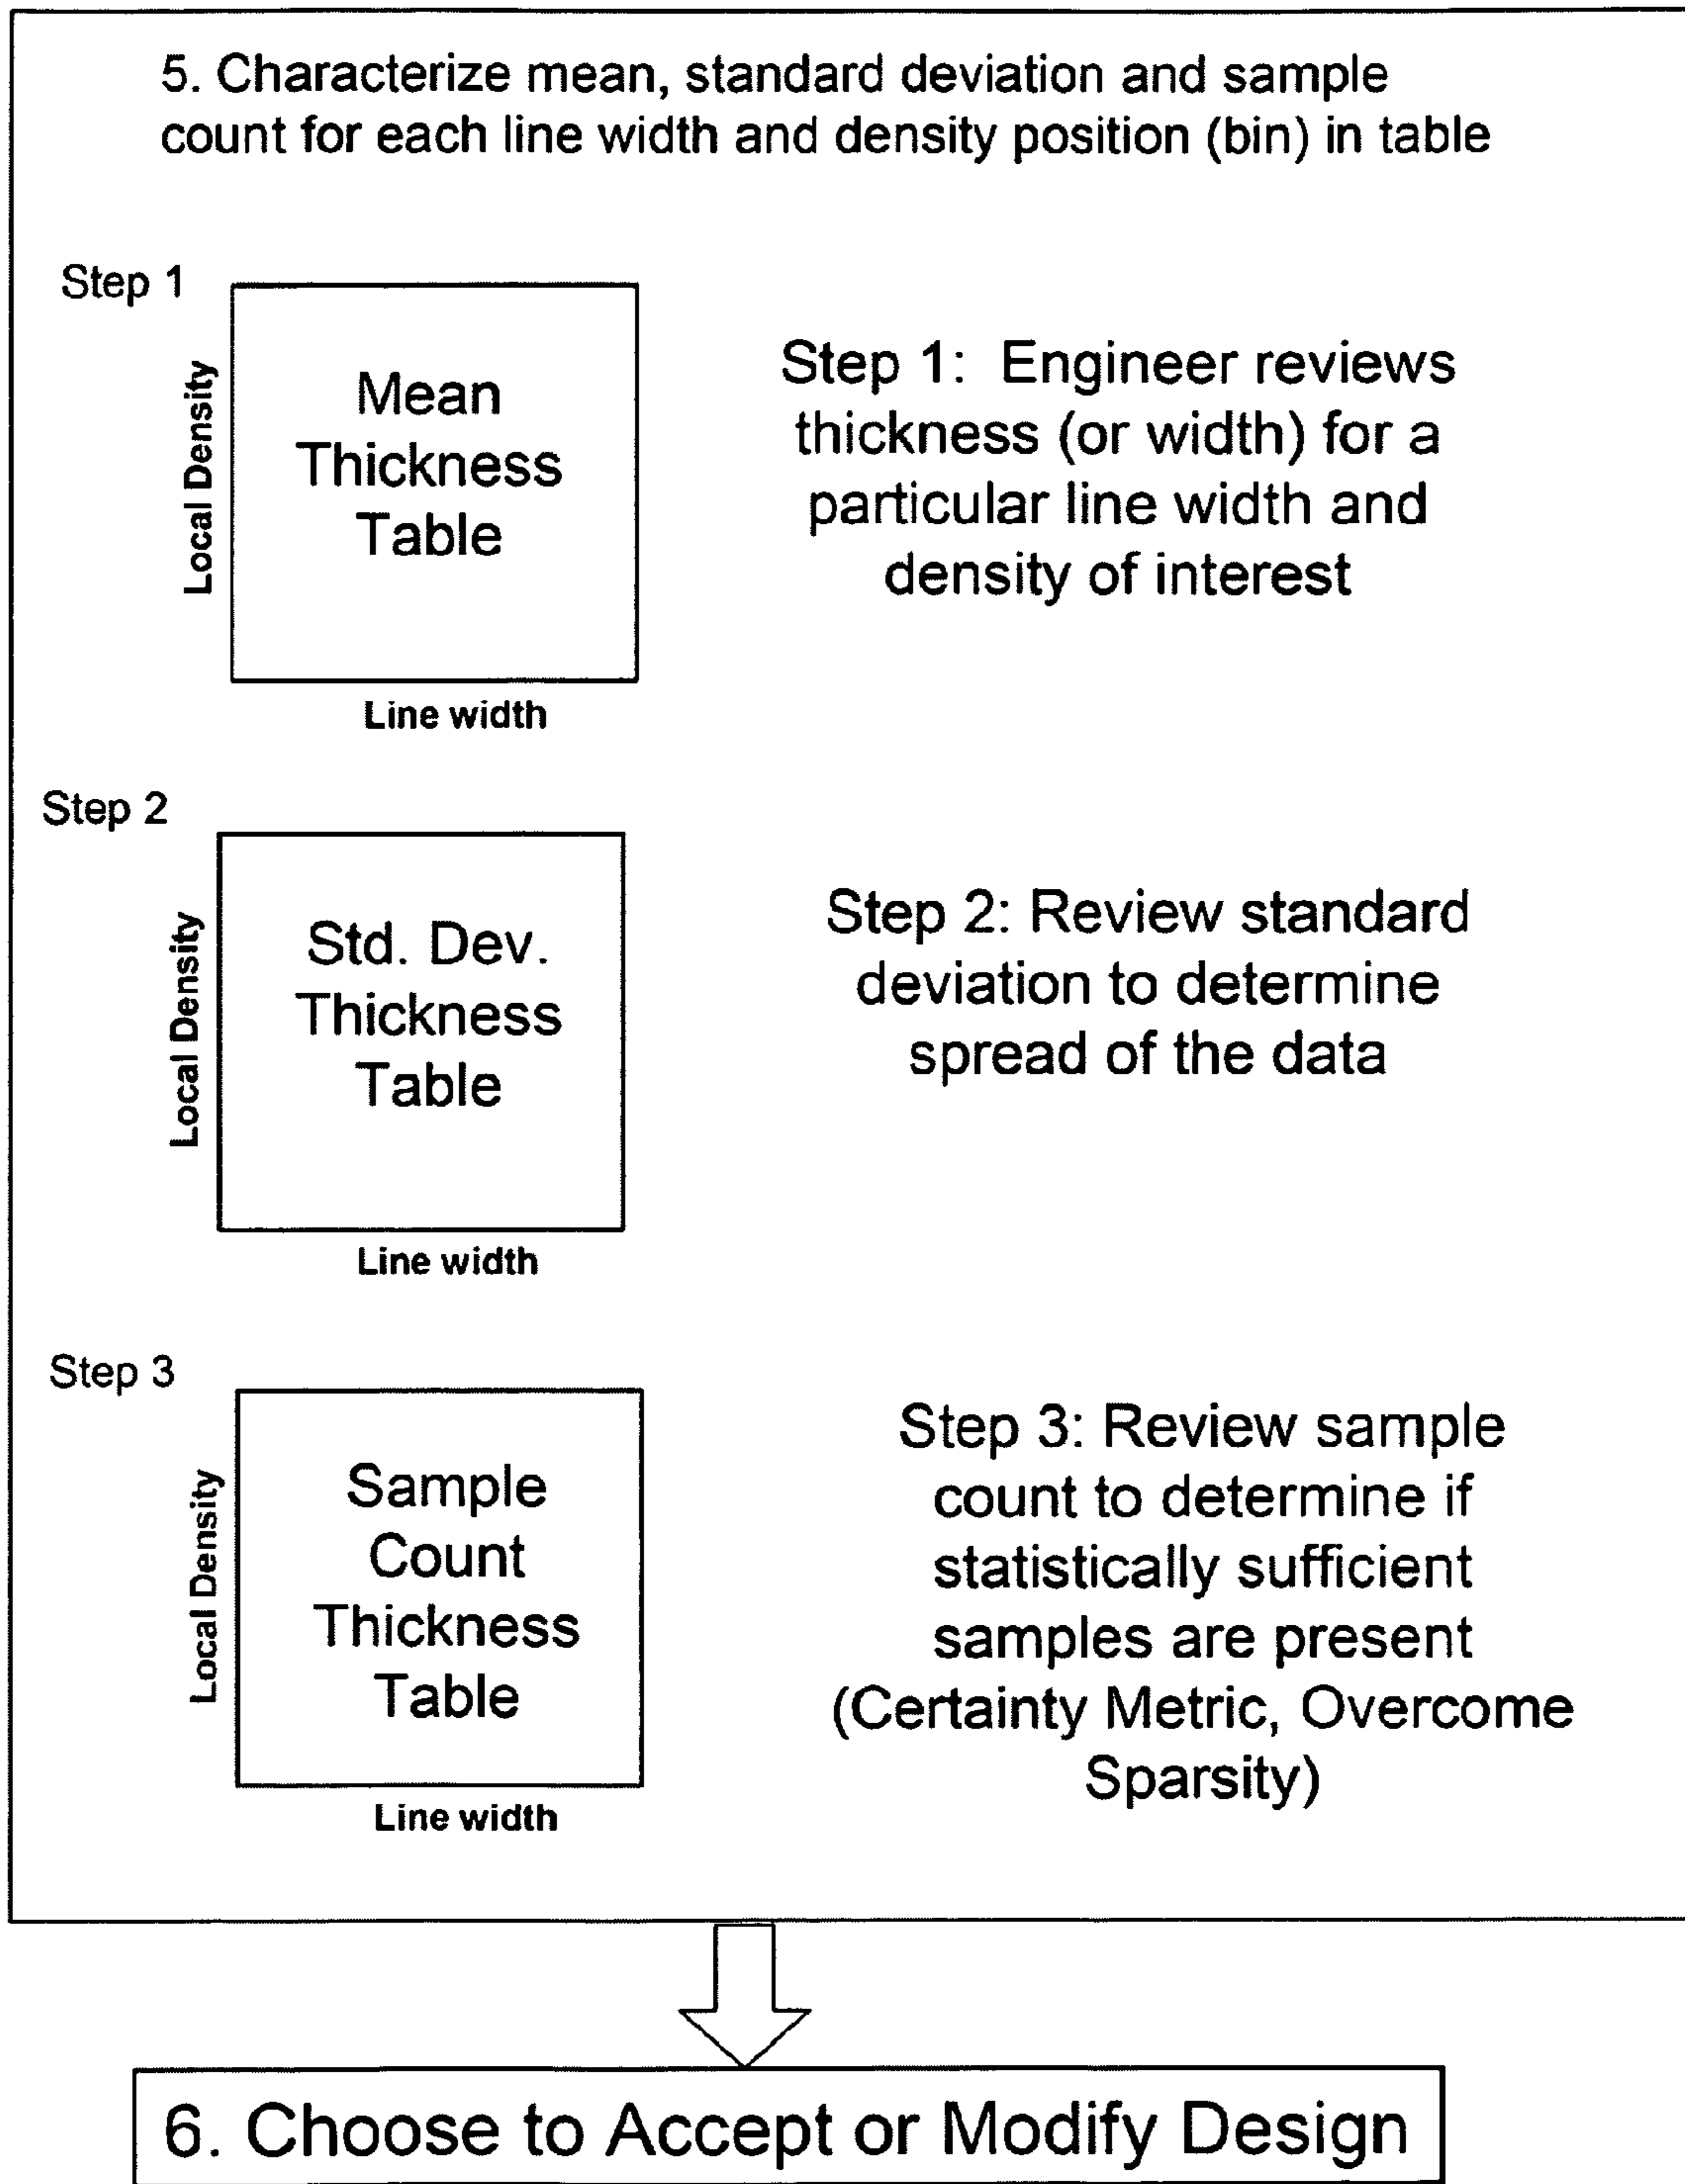 5. Characterize mean, standard deviation and sample
count for each line width and density position (bin) in table
Step 1
Local Density
Mean
Thickness
Table
Line width
Step 1: Engineer reviews
thickness (or width) for a
particular line width and
density of interest
Step 2
Local Density
Std. Dev.
Thickness
Table
Line width
Step 2: Review standard
deviation to determine
spread of the data
Step 3
Local Density
Sample
Count
Thickness
Table
Line width
Step 3: Review sample
count to determine if
statistically sufficient
samples are present
(Certainty Metric, Overcome
Sparsity)
6. Choose to Accept or Modify Design